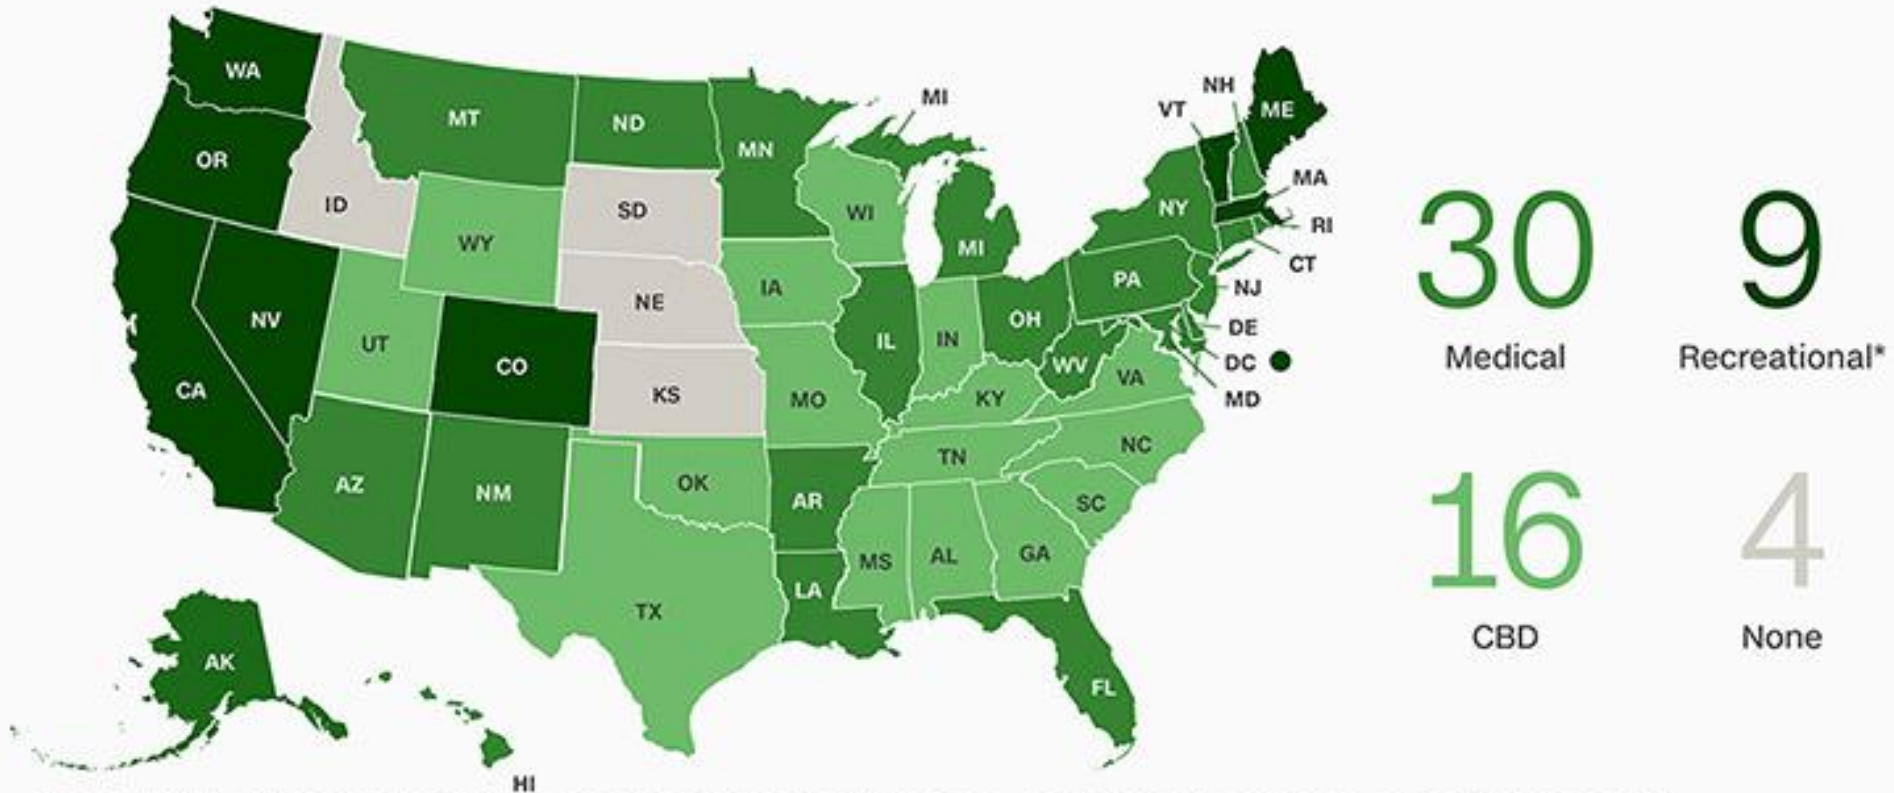 WA
MT
ND
MN
MI
NH
VT
ME
OR
ID
SD
WI
MA
NY
RI
WY
MI
CT
IA
PA
NJ
NE
NV
OH
DE
UT
IL
IN
CO
WV
DC
CA
VA
KS
MO
KY
MD
NC
TN
AZ
NM
OK
AR
SC
MS
AL
GA
LA
TX
AK
FL
HI
30
Medical
9
Recreational*
16
CBD
4
None